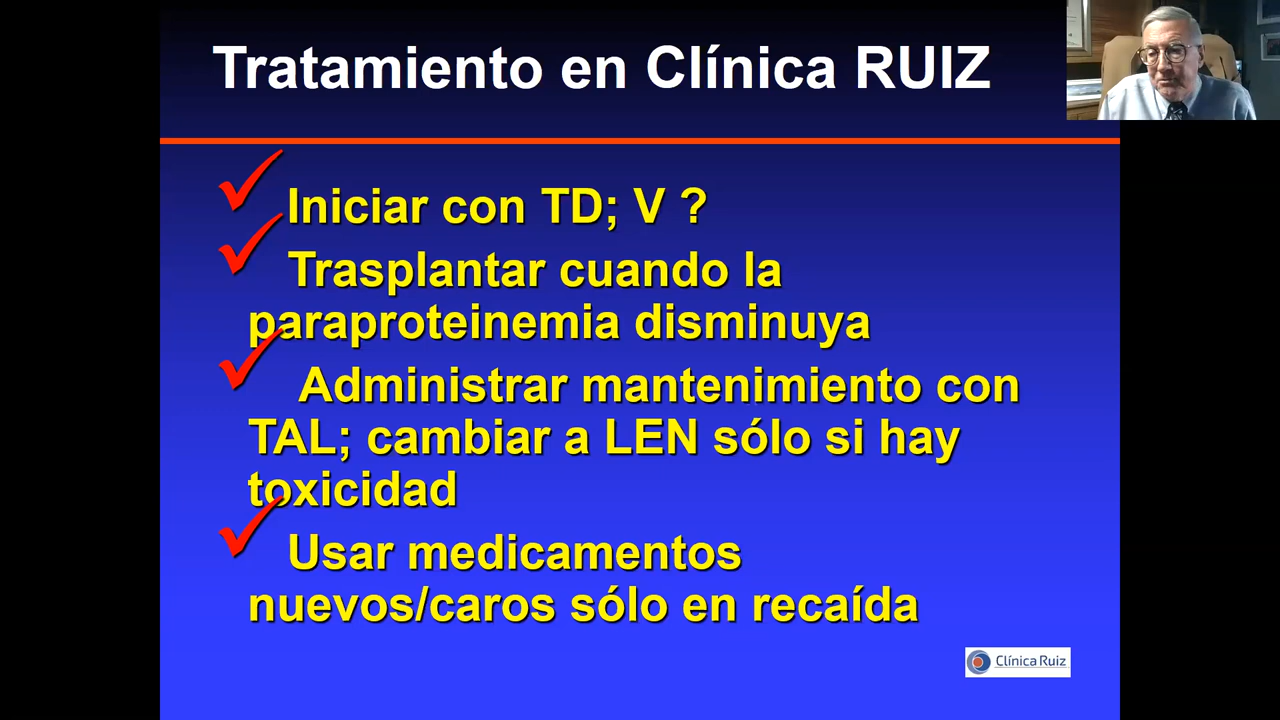 Tratamiento en Clínica RUIZ
Iniciar con TD; V ?
Trasplantar cuando la
paraproteinemia disminuya
Administrar mantenimiento con
TAL; cambiar a LEN sólo si hay
toxicidad
Usar medicamentos
nuevos/caros sólo en recaída
Clínica Ruiz